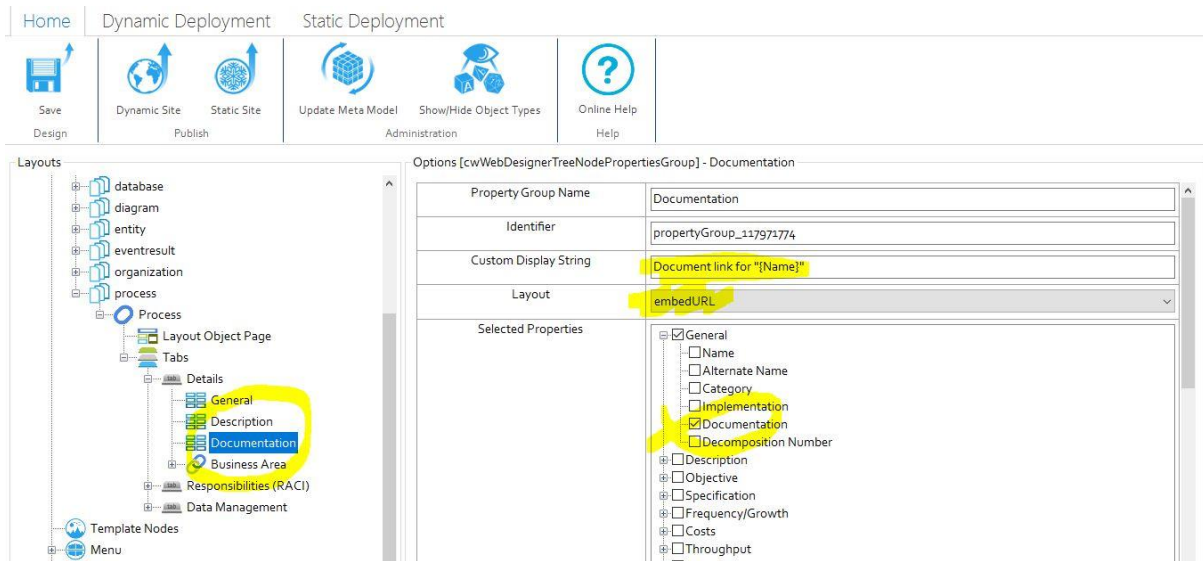 Home Dynamic Deployment Static Deployment
Save Dynamic Site Static Site Update Meta Model Show/Hide Object Types Online Help
Design Publish Administration Help
Layouts
database
diagram
entity
eventresult
organization
process
Process
Layout Object Page
Tabs
Details
General
Description
Documentation
Business Area
Responsibilities (RACI)
Data Management
Template Nodes
Menu
Options [cwWebDesignerTreeNodePropertiesGroup] - Documentation
Property Group Name Documentation
Identifier propertyGroup_117971774
Custom Display String Document link for "{Name}"
Layout embedURL
Selected Properties
General
Name
Alternate Name
Category
Implementation
Documentation
Decomposition Number
Description
Objective
Specification
Frequency/Growth
Costs
Throughput